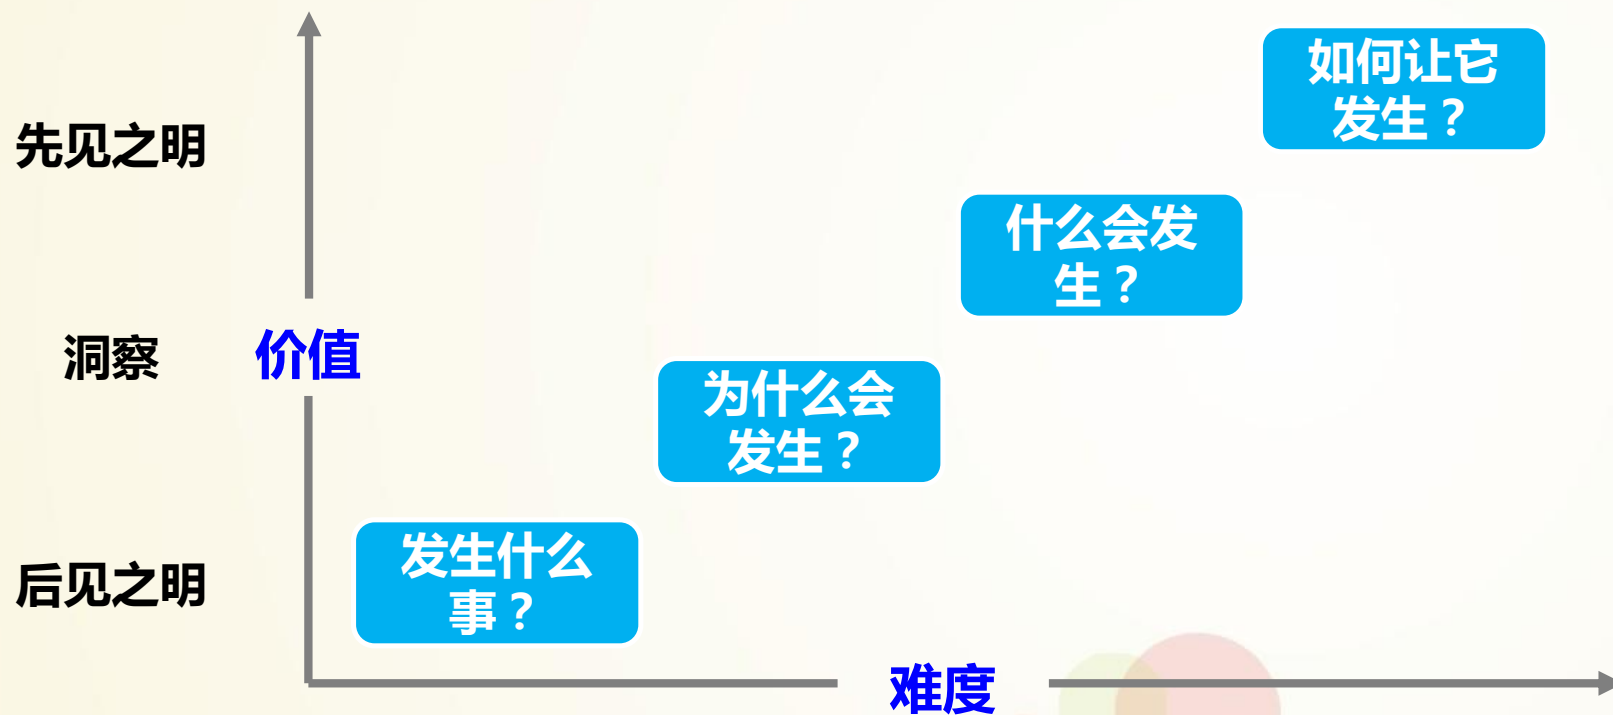 如何让它
发生？
先见之明
什么会发
生？
洞察
价值
为什么会
发生？
后见之明
发生什么
事？
难度